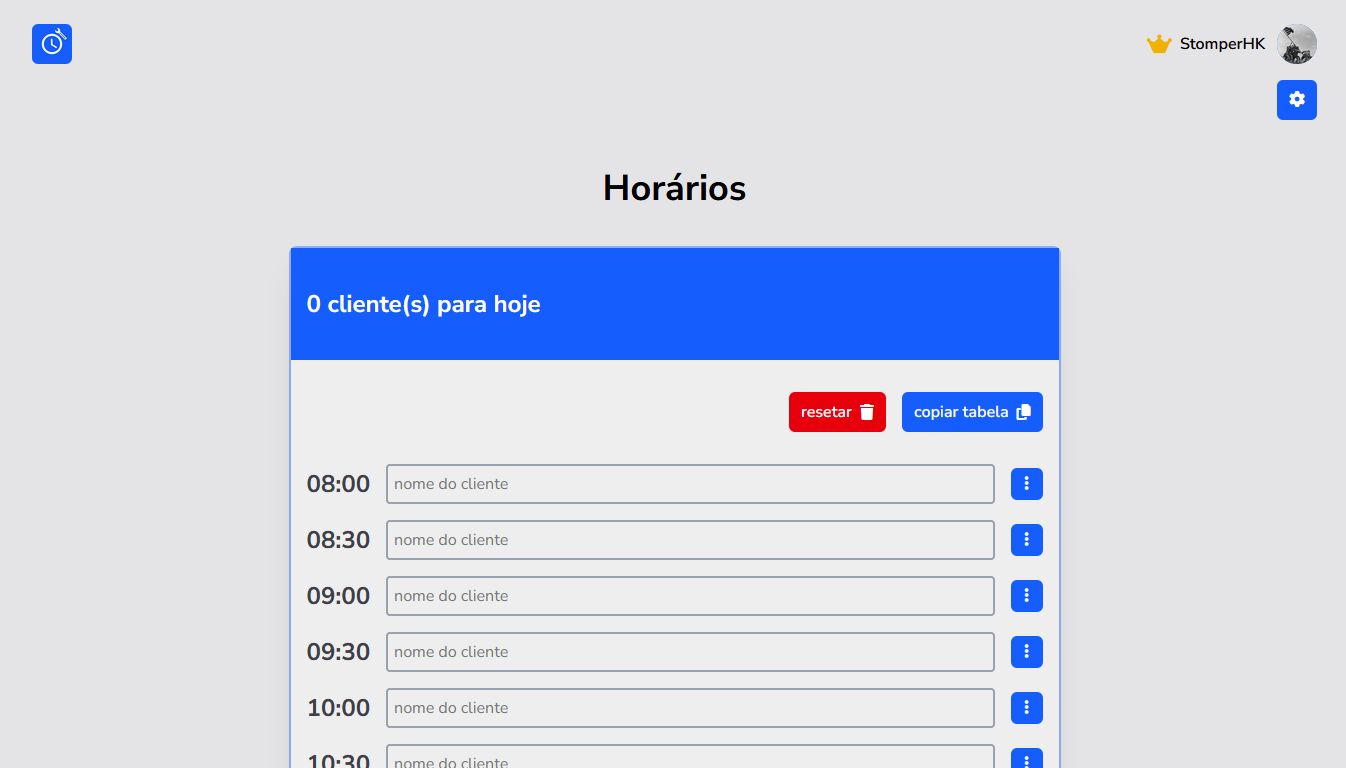 StomperHK
Horários
0 cliente(s) para hoje
resetar
copiar tabela
08:00 nome do cliente
08:30 nome do cliente
09:00 nome do cliente
09:30 nome do cliente
10:00 nome do cliente
10:30 nome do cliente